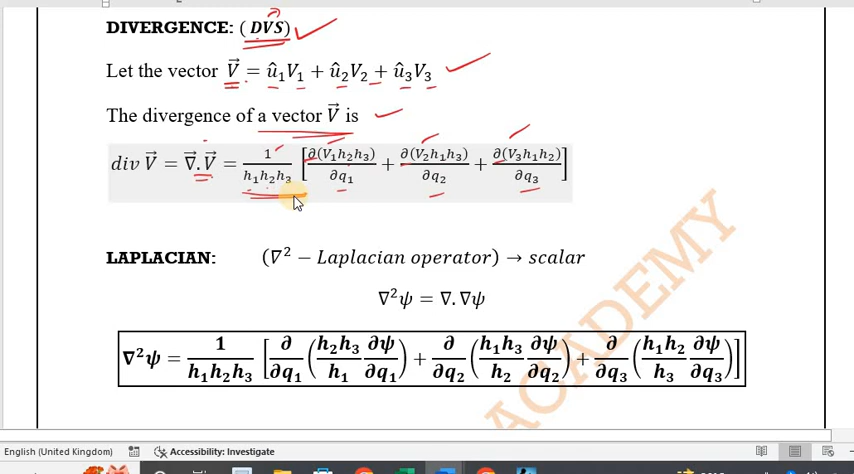 DIVERGENCE: (DVS)
Let the vector V⃗ = û₁V₁ + û₂V₂ + û₃V₃
The divergence of a vector V⃗ is
div V⃗ = ∇⃗. V⃗ = 1/(h₁h₂h₃) [∂(V₁h₂h₃)/∂q₁ + ∂(V₂h₁h₃)/∂q₂ + ∂(V₃h₁h₂)/∂q₃]
LAPLACIAN: (∇² − Laplacian operator) → scalar
∇²ψ = ∇. ∇ψ
∇²ψ = 1/(h₁h₂h₃) [∂/∂q₁ (h₂h₃/h₁ ∂ψ/∂q₁) + ∂/∂q₂ (h₁h₃/h₂ ∂ψ/∂q₂) + ∂/∂q₃ (h₁h₂/h₃ ∂ψ/∂q₃)]
ACADEMY
English (United Kingdom) Accessibility: Investigate